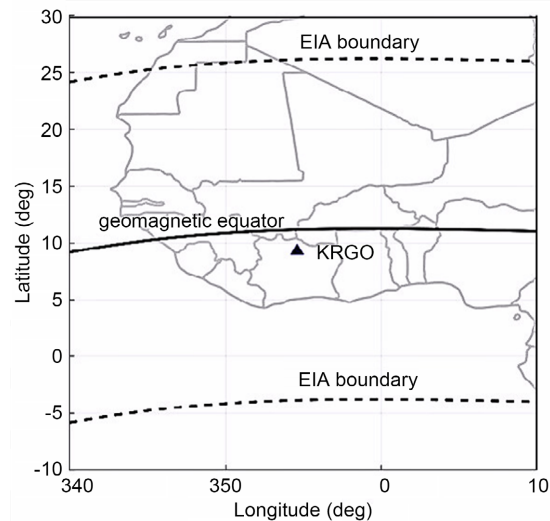 30
EIA boundary
25
20
15
geomagnetic equator
10
KRGO
5
0
EIA boundary
-5
-10
340
350
0
10
Latitude (deg)
Longitude (deg)